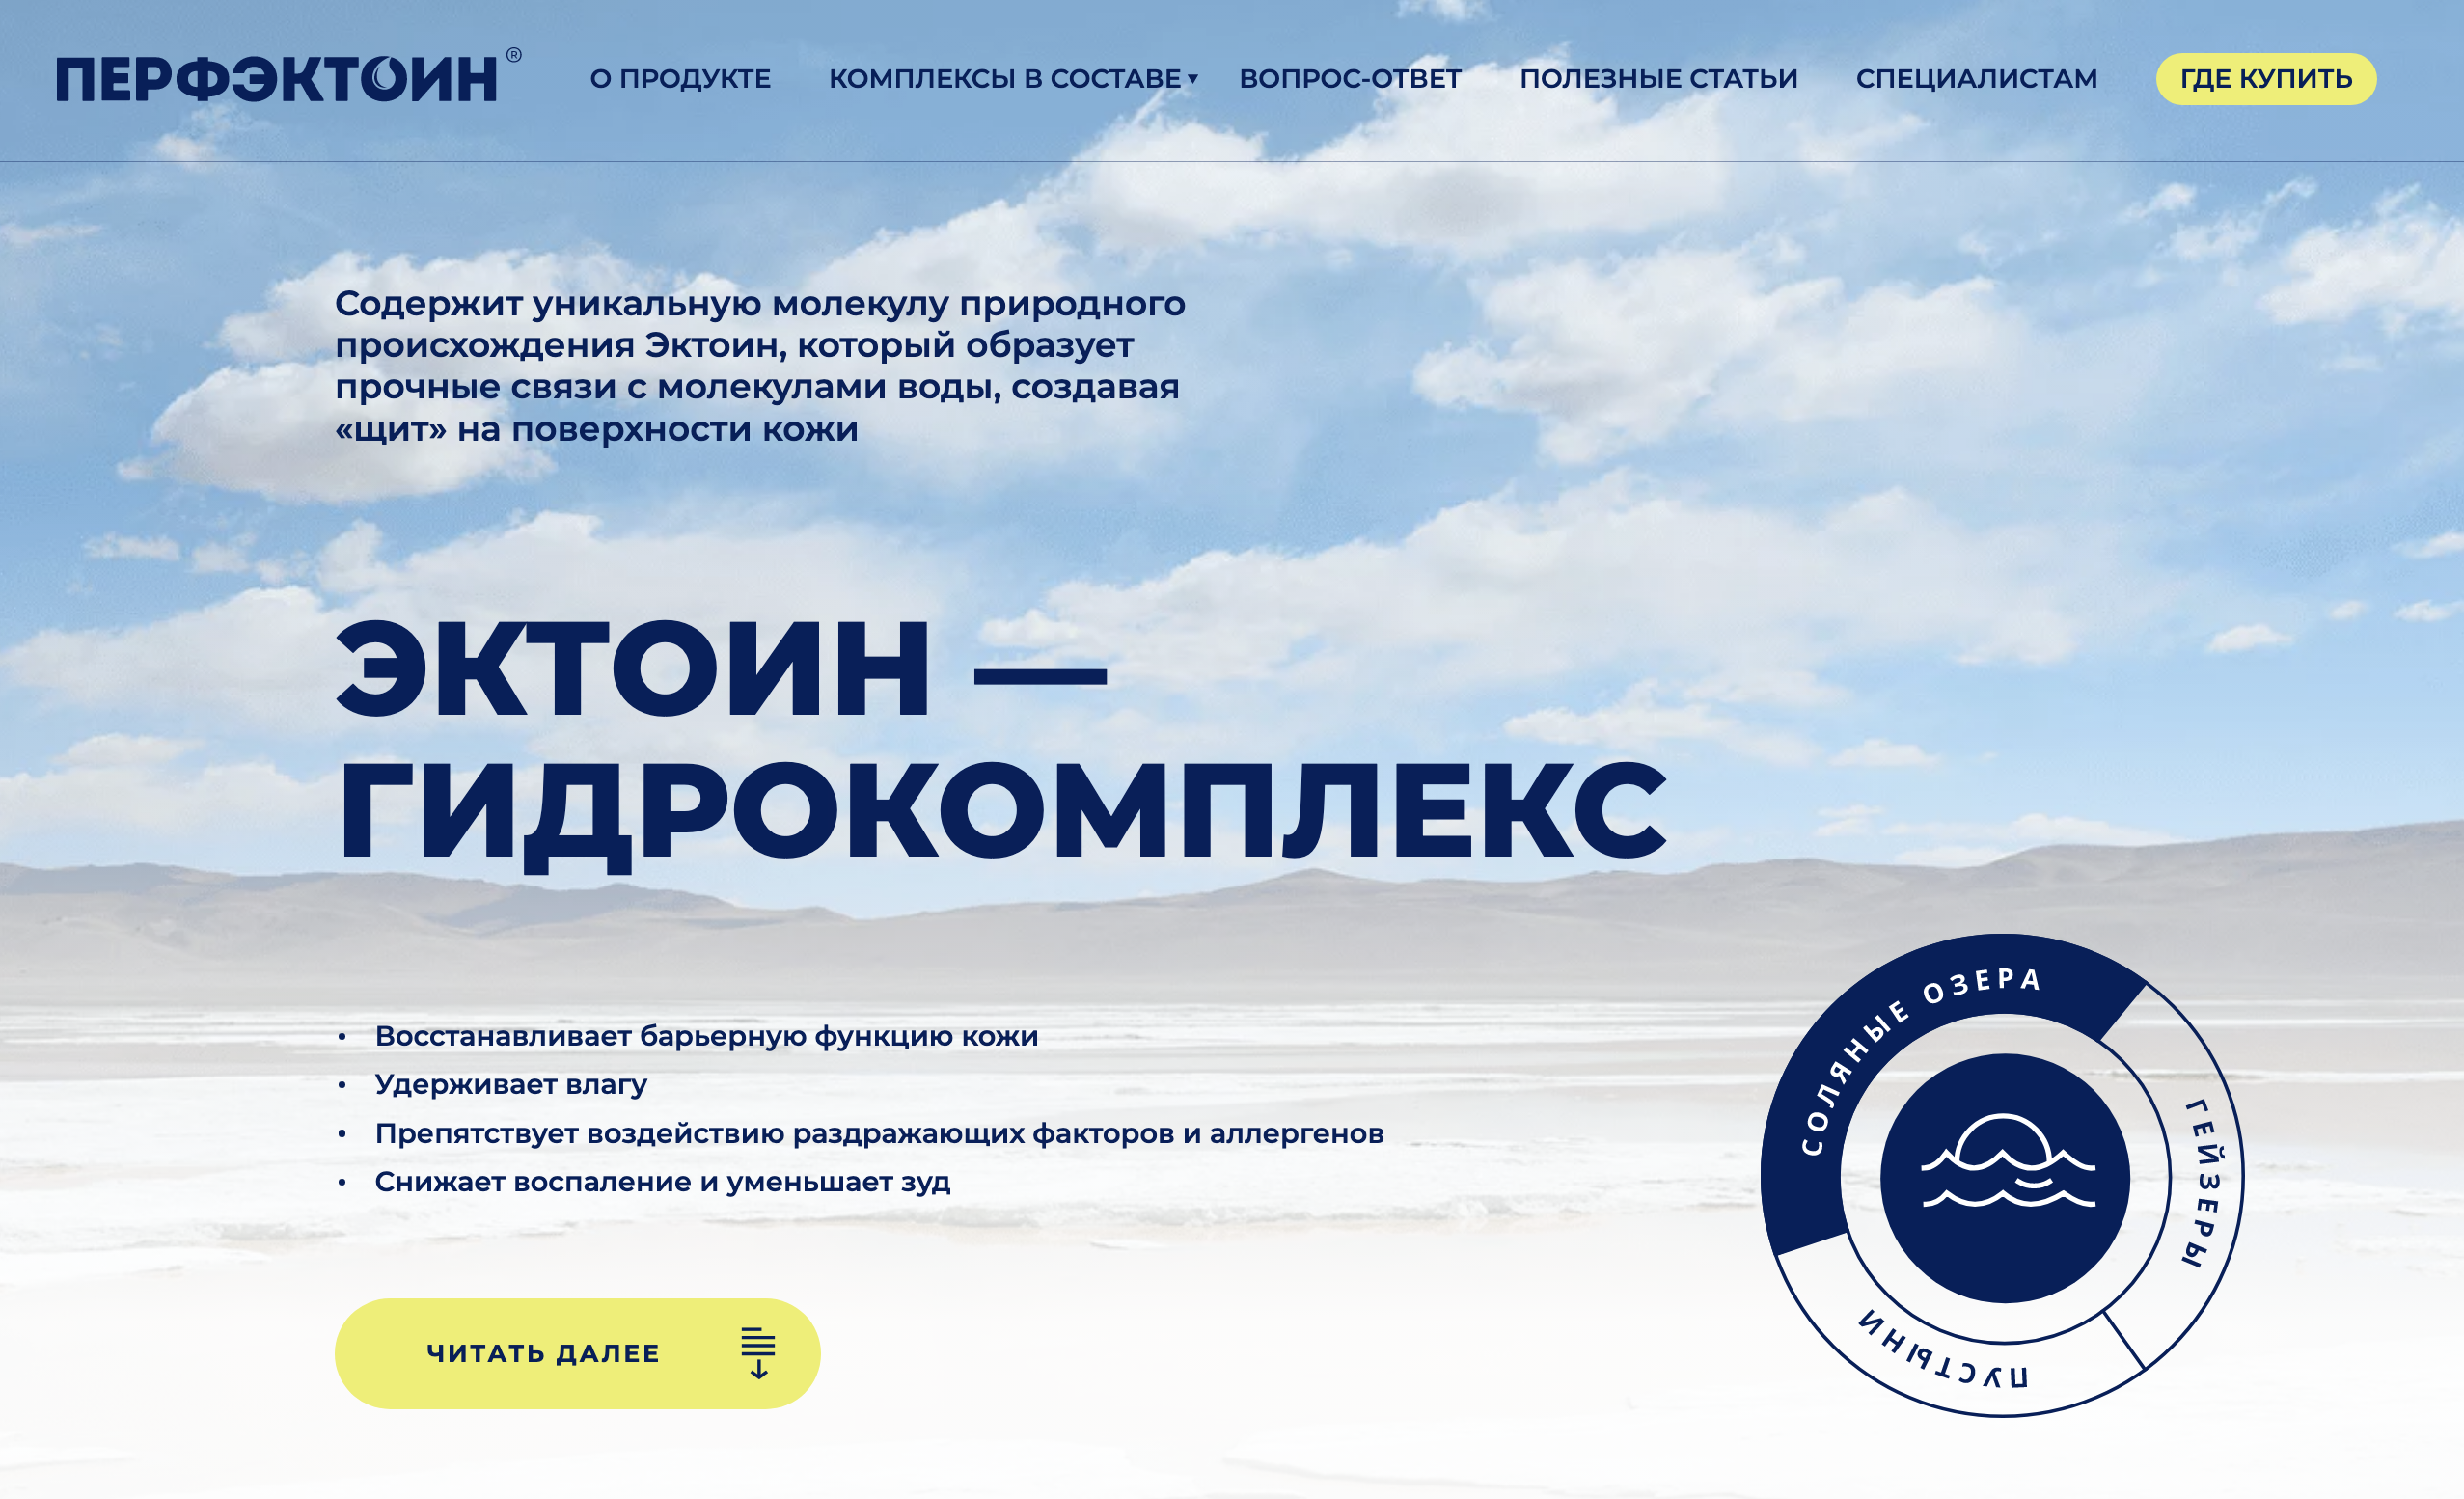 ПЕРФЭКТОИН ®
О ПРОДУКТЕ
КОМПЛЕКСЫ В СОСТАВЕ
ВОПРОС-ОТВЕТ
ПОЛЕЗНЫЕ СТАТЬИ
СПЕЦИАЛИСТАМ
ГДЕ КУПИТЬ
Содержит уникальную молекулу природного
происхождения Эктоин, который образует
прочные связи с молекулами воды, создавая
«щит» на поверхности кожи
ЭКТОИН —
ГИДРОКОМПЛЕКС
• Восстанавливает барьерную функцию кожи
• Удерживает влагу
• Препятствует воздействию раздражающих факторов и аллергенов
• Снижает воспаление и уменьшает зуд
ЧИТАТЬ ДАЛЕЕ
СОЛЯНЫЕ ОЗЕРА
ГЕЙЗЕРЫ
ПУСТЫНИ